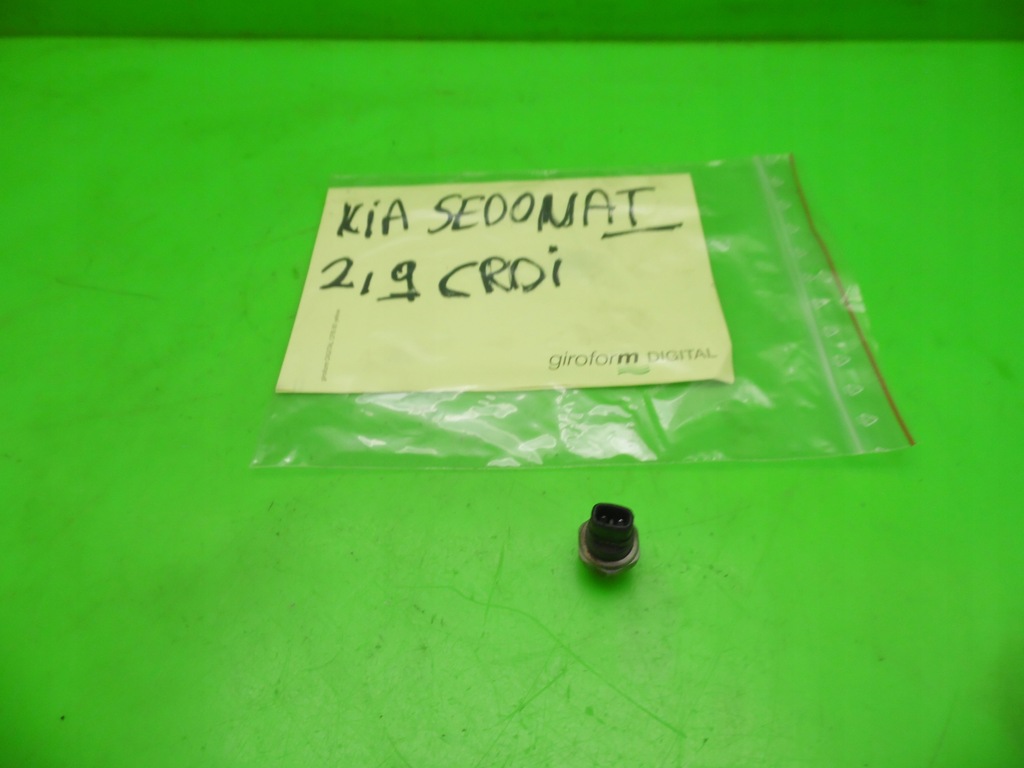 KiA SEDONA T
2,9 CRDi
giroform DIGITAL